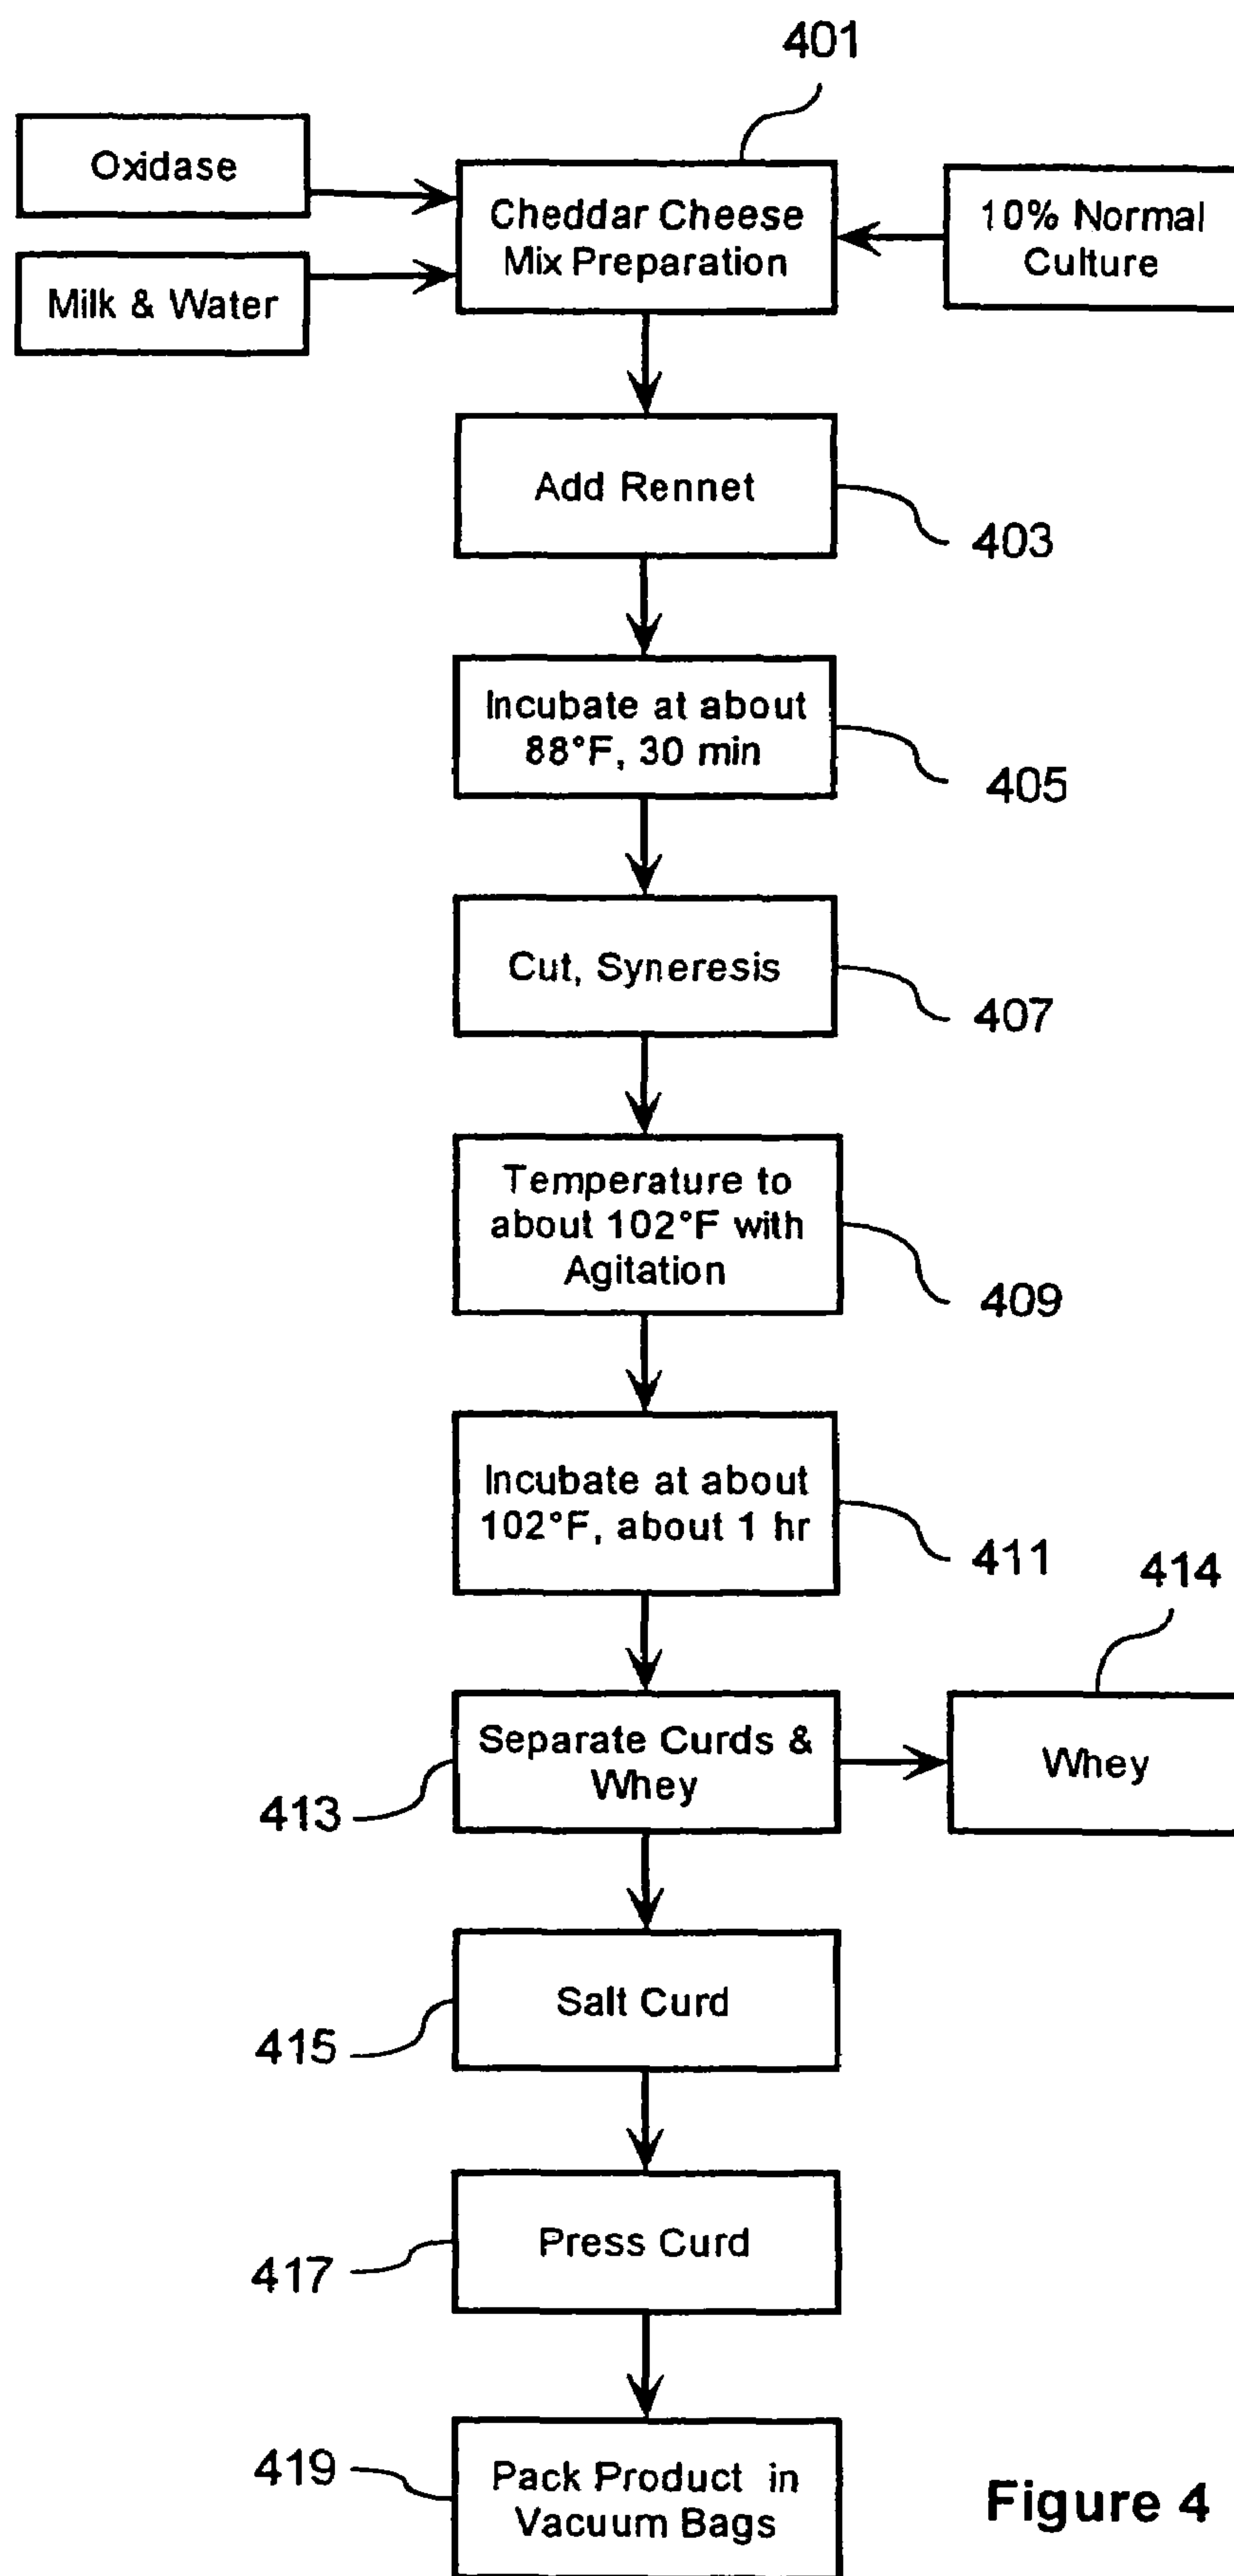 401
Oxidase
Milk & Water
Cheddar Cheese
Mix Preparation
10% Normal
Culture
Add Rennet
403
Incubate at about
88°F, 30 min
405
Cut, Syneresis
407
Temperature to
about 102°F with
Agitation
409
Incubate at about
102°F, about 1 hr
411
414
Separate Curds &
Whey
413
Whey
Salt Curd
415
Press Curd
417
Pack Product in
Vacuum Bags
419
Figure 4